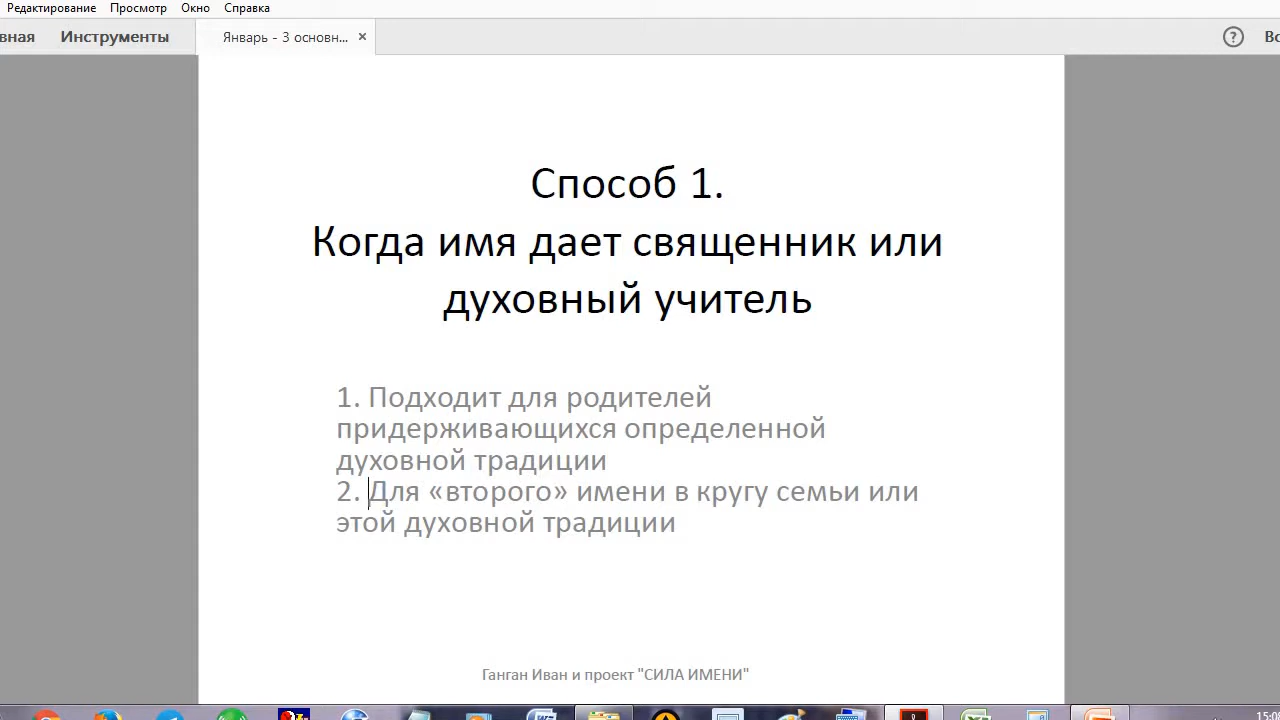 Редактирование Просмотр Окно Справка
Инструменты Январь - 3 основн... ×
Способ 1.
Когда имя дает священник или
духовный учитель
1. Подходит для родителей
придерживающихся определенной
духовной традиции
2. Для «второго» имени в кругу семьи или
этой духовной традиции
Ганган Иван и проект "СИЛА ИМЕНИ"